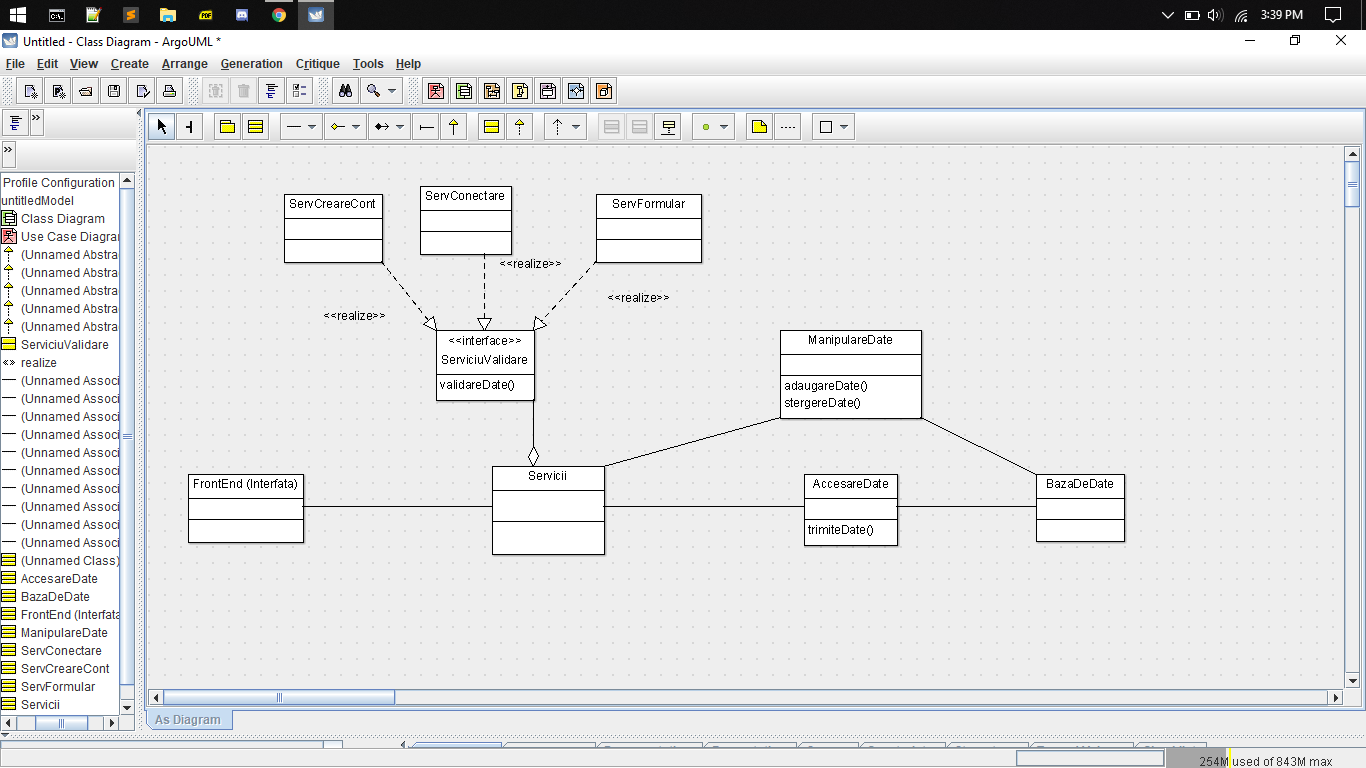 3:39 PM
Untitled - Class Diagram - ArgoUML *
File Edit View Create Arrange Generation Critique Tools Help
Profile Configuration
untitledModel
Class Diagram
Use Case Diagram
(Unnamed Abstra
(Unnamed Abstra
(Unnamed Abstra
(Unnamed Abstra
(Unnamed Abstra
ServiciuValidare
realize
(Unnamed Associ
(Unnamed Associ
(Unnamed Associ
(Unnamed Associ
(Unnamed Associ
(Unnamed Associ
(Unnamed Associ
(Unnamed Associ
(Unnamed Associ
(Unnamed Associ
(Unnamed Class)
AccesareDate
BazaDeDate
FrontEnd (Interfata
ManipulareDate
ServConectare
ServCreareCont
ServFormular
Servicii
ServCreareCont
ServConectare
ServFormular
<<realize>>
<<realize>>
<<realize>>
<<interface>>
ServiciuValidare
validareDate()
ManipulareDate
adaugareDate()
stergereDate()
FrontEnd (Interfata)
Servicii
AccesareDate
trimiteDate()
BazaDeDate
As Diagram
254M used of 843M max